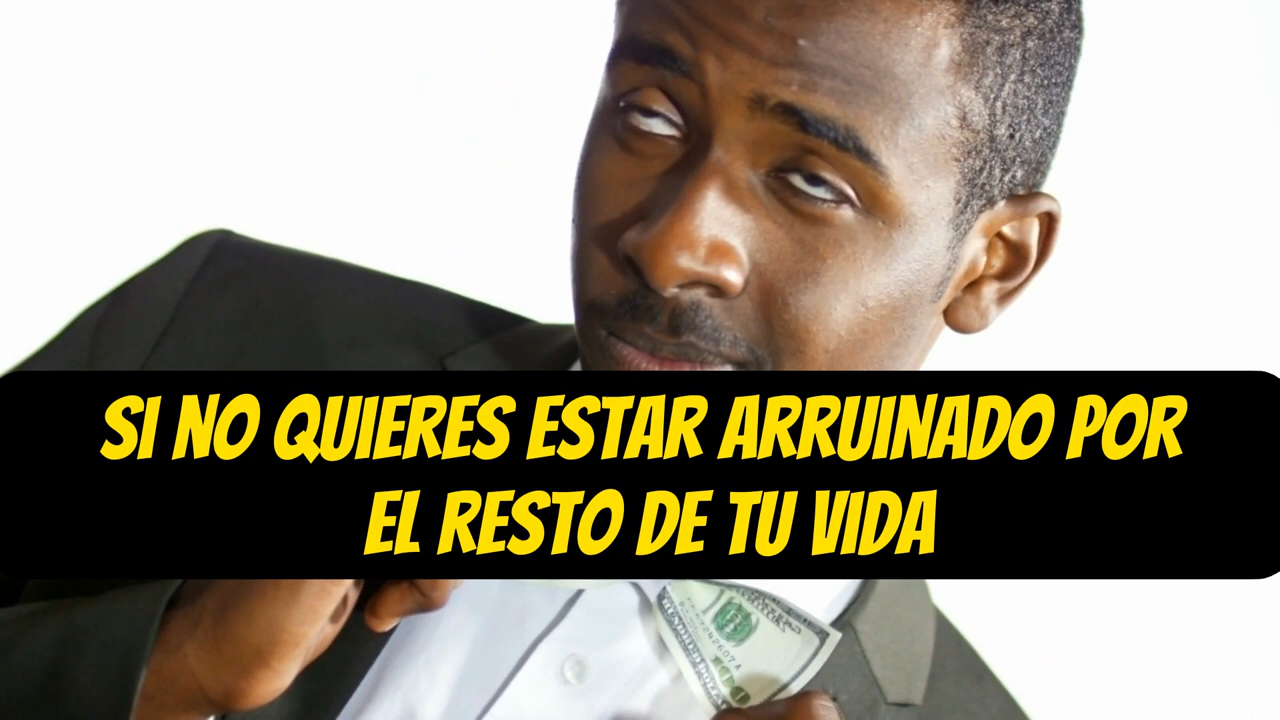 SI NO QUIERES ESTAR ARRUINADO POR
EL RESTO DE TU VIDA